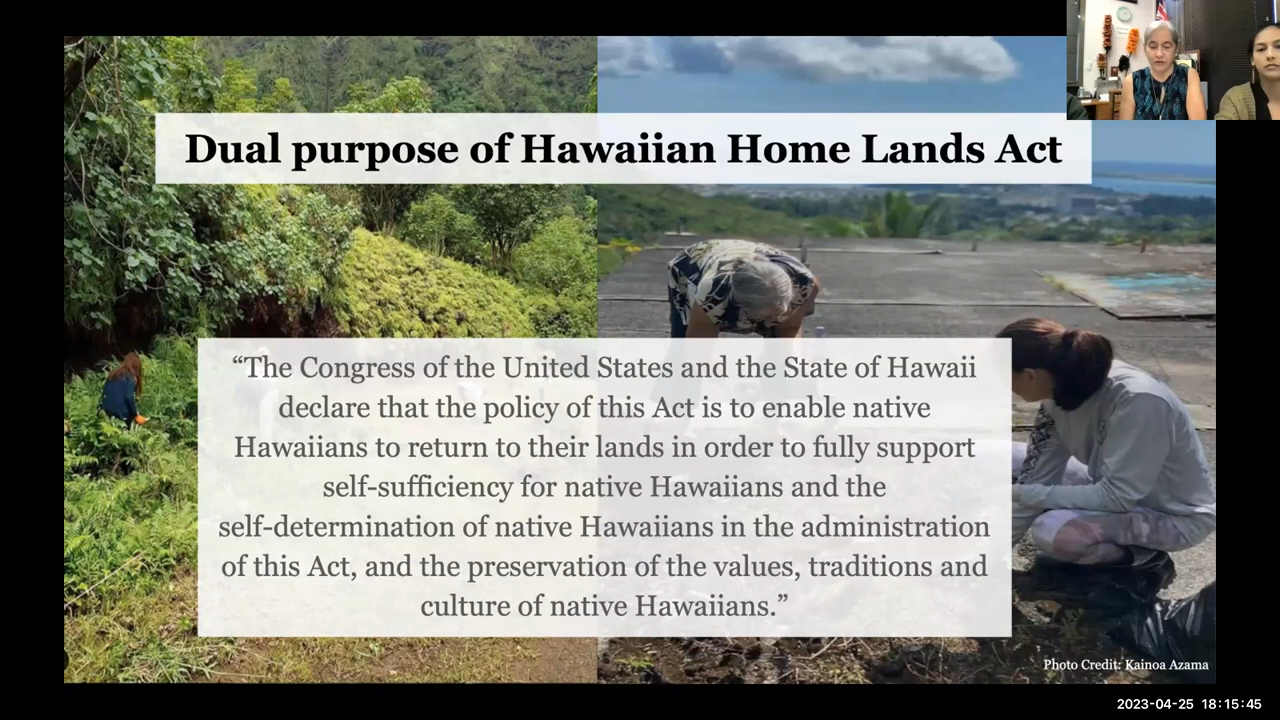 Dual purpose of Hawaiian Home Lands Act
“The Congress of the United States and the State of Hawaii
declare that the policy of this Act is to enable native
Hawaiians to return to their lands in order to fully support
self-sufficiency for native Hawaiians and the
self-determination of native Hawaiians in the administration
of this Act, and the preservation of the values, traditions and
culture of native Hawaiians.”
Photo Credit: Kainoa Azama
2023-04-25 18:15:45